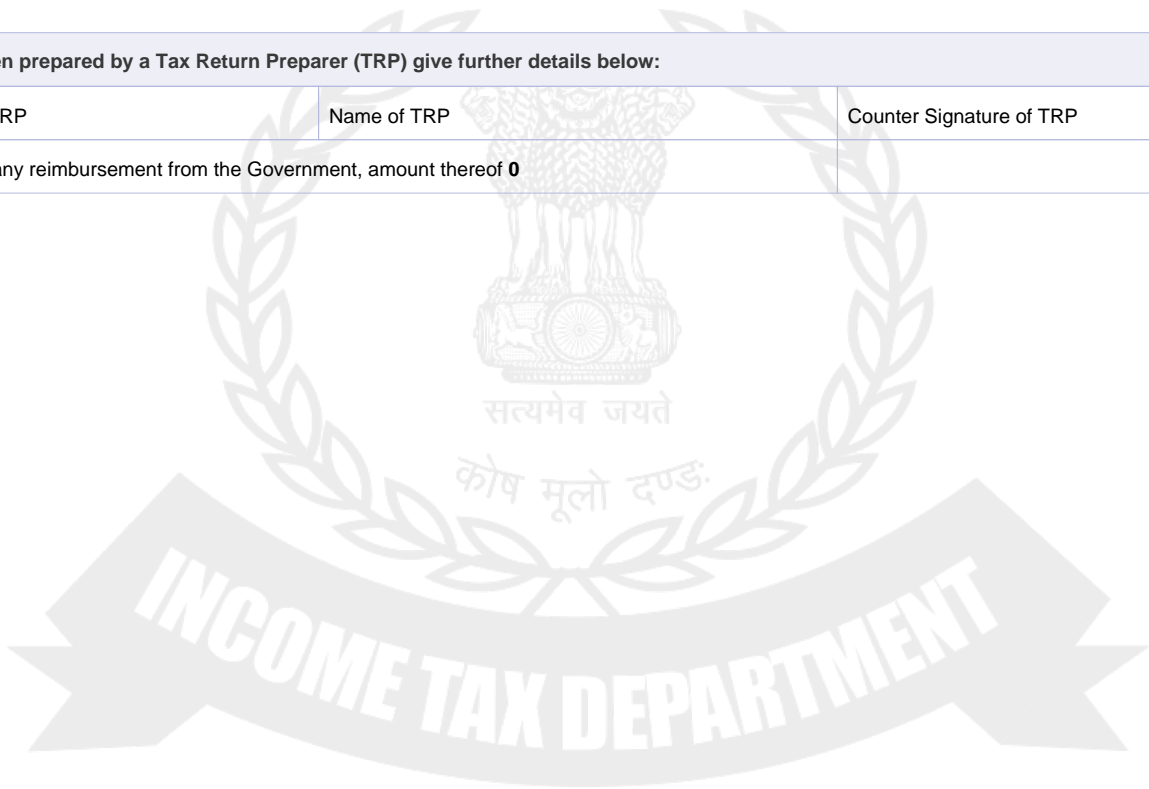 en prepared by a Tax Return Preparer (TRP) give further details below:
RP Name of TRP Counter Signature of TRP
any reimbursement from the Government, amount thereof 0
सत्यमेव जयते
कोष मूलो दण्डः
INCOME TAX DEPARTMENT